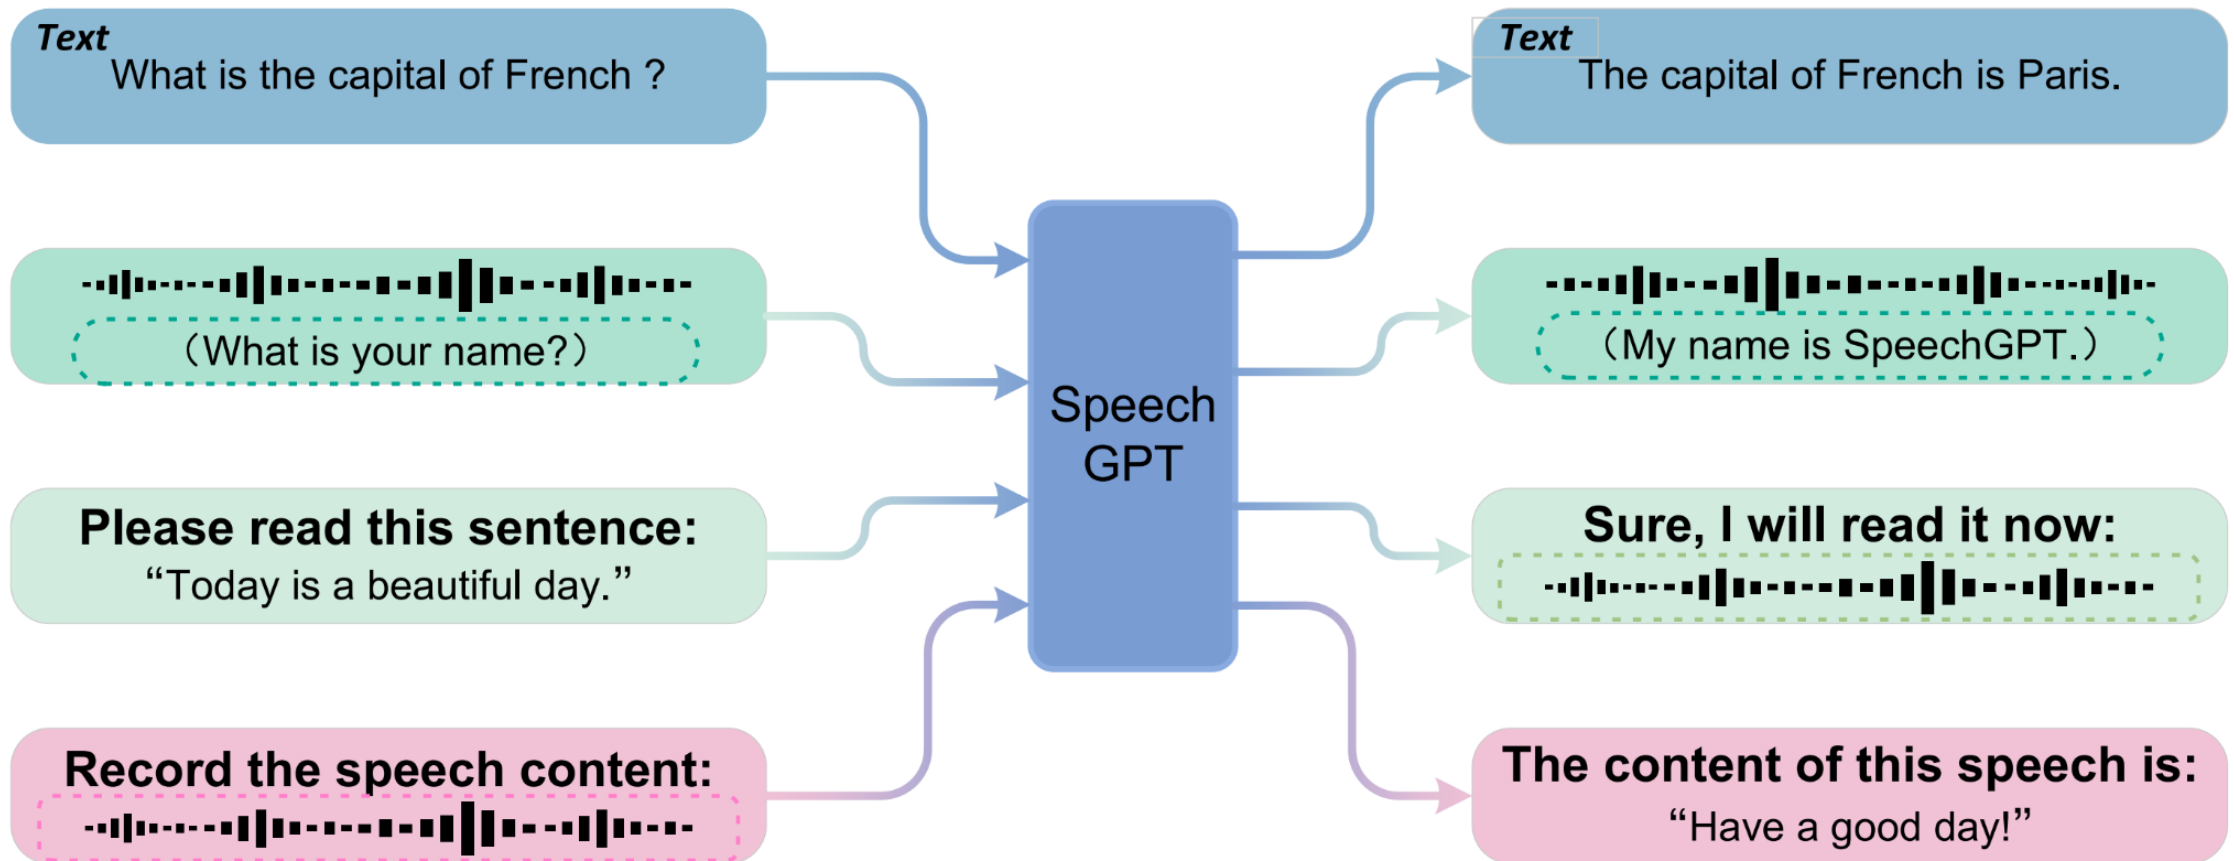 Text
What is the capital of French ?
（What is your name?）
Please read this sentence:
“Today is a beautiful day.”
Record the speech content:
Speech
GPT
Text
The capital of French is Paris.
（My name is SpeechGPT.）
Sure, I will read it now:
The content of this speech is:
“Have a good day!”